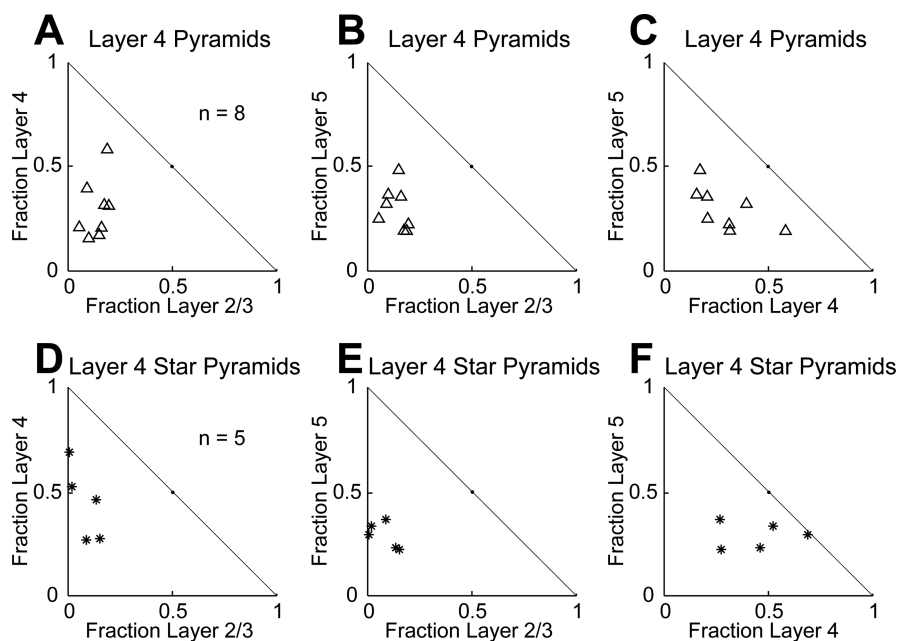 A Layer 4 Pyramids
1
Fraction Layer 4
n = 8
0.5
0
0 0.5 1
Fraction Layer 2/3
B Layer 4 Pyramids
1
Fraction Layer 5
0.5
0
0 0.5 1
Fraction Layer 2/3
C Layer 4 Pyramids
1
Fraction Layer 5
0.5
0
0 0.5 1
Fraction Layer 4
D Layer 4 Star Pyramids
1
Fraction Layer 4
n = 5
0.5
0
0 0.5 1
Fraction Layer 2/3
E Layer 4 Star Pyramids
1
Fraction Layer 5
0.5
0
0 0.5 1
Fraction Layer 2/3
F Layer 4 Star Pyramids
1
Fraction Layer 5
0.5
0
0 0.5 1
Fraction Layer 4